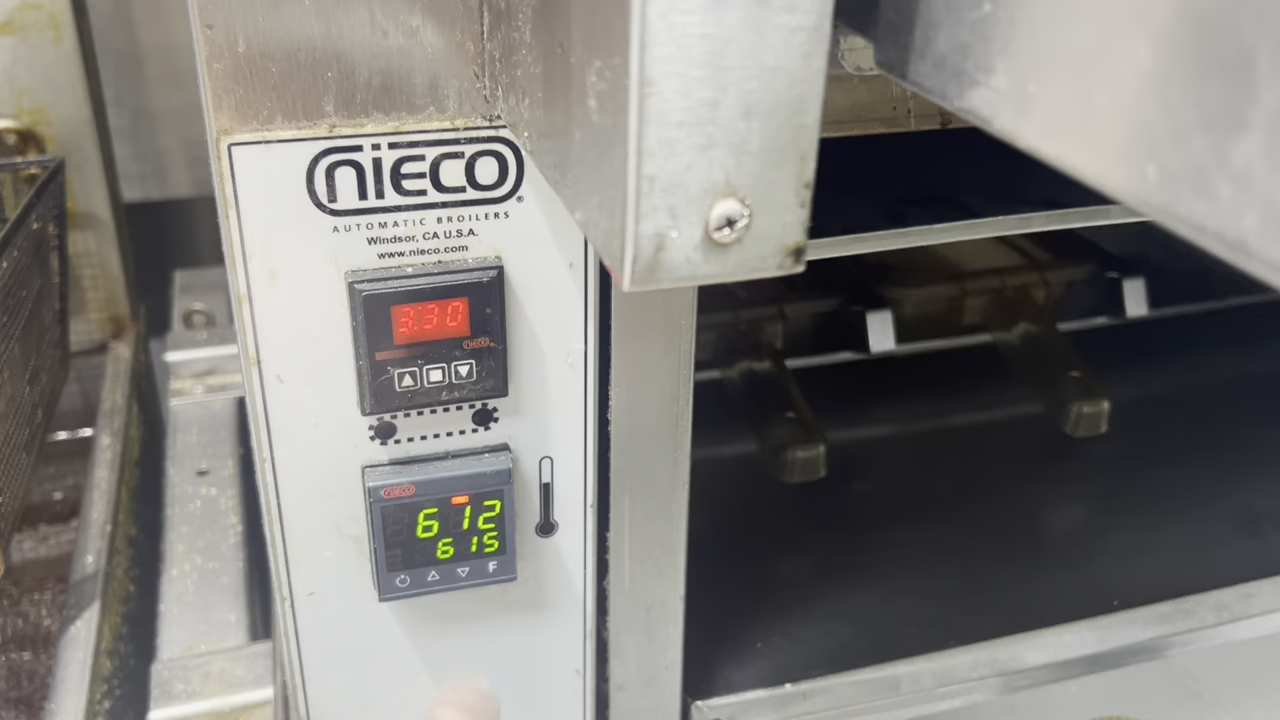 nieco®
AUTOMATIC BROILERS
Windsor, CA U.S.A.
www.nieco.com
3:30
nieco
nieco
612
615
F